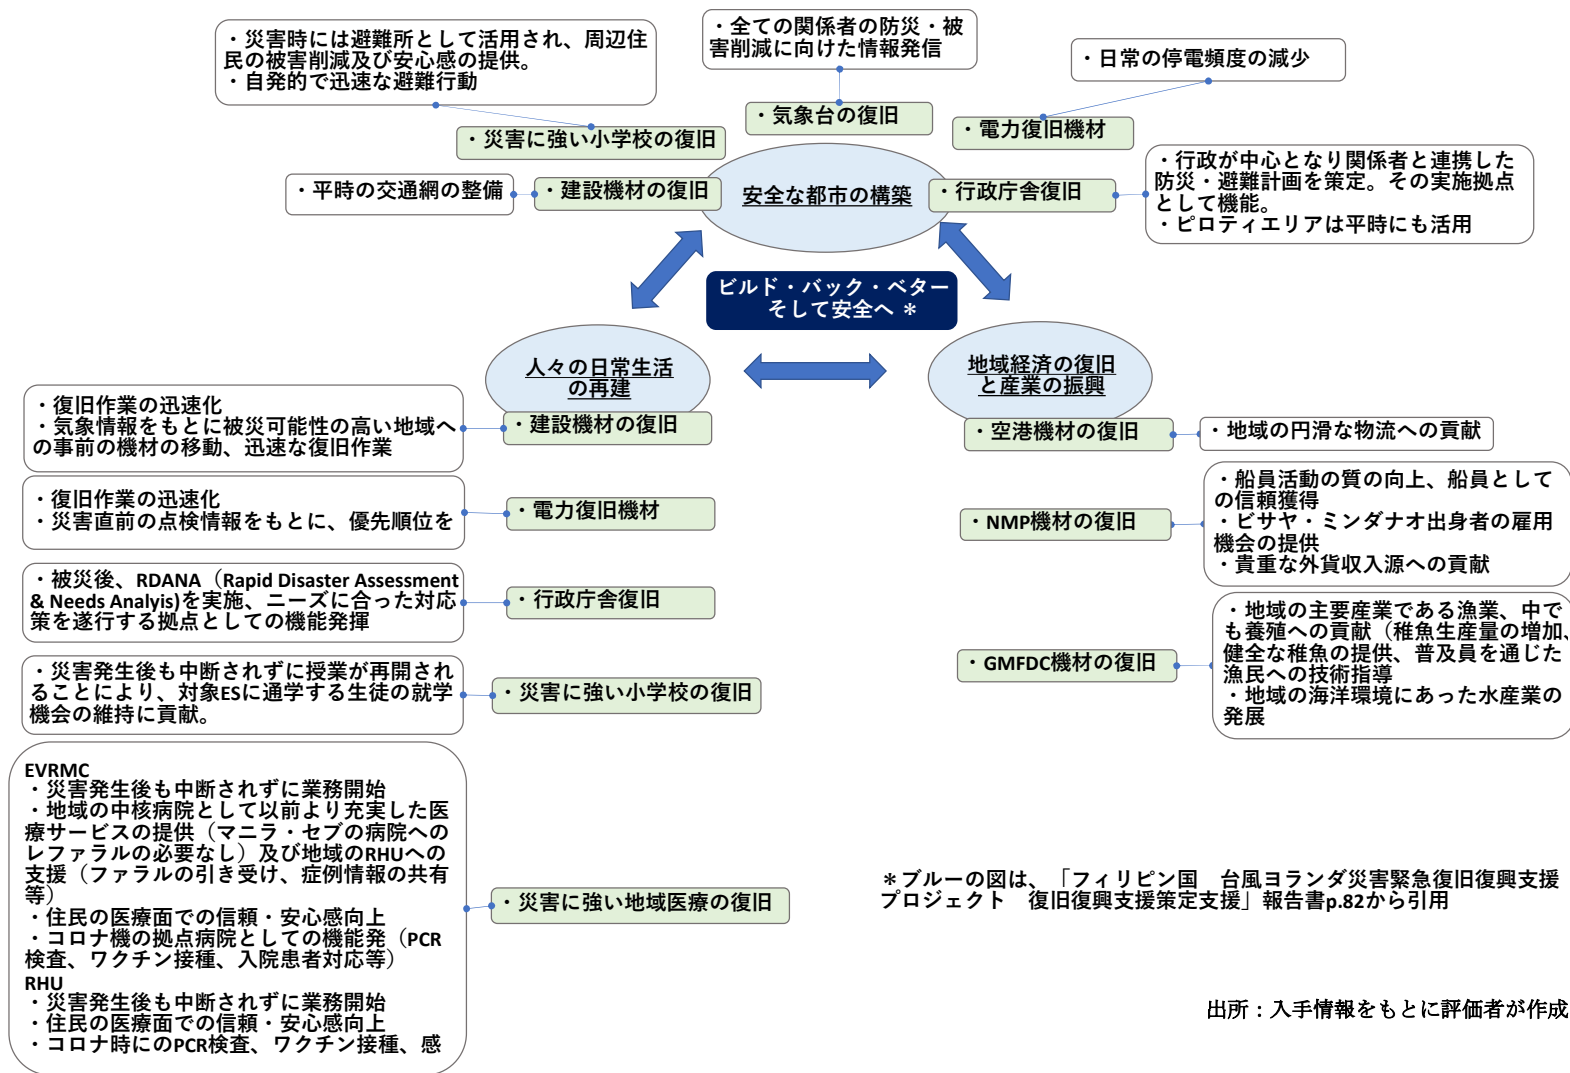 ・災害時には避難所として活用され、周辺住
民の被害削減及び安心感の提供。
・自発的で迅速な避難行動
・全ての関係者の防災・被
害削減に向けた情報発信
・日常の停電頻度の減少
・災害に強い小学校の復旧
・気象台の復旧
・電力復旧機材
・平時の交通網の整備
・建設機材の復旧
安全な都市の構築
・行政庁舎復旧
・行政が中心となり関係者と連携した
防災・避難計画を策定。その実施拠点
として機能。
・ピロティエリアは平時にも活用
ビルド・バック・ベター
そして安全へ ＊
人々の日常生活
の再建
地域経済の復旧
と産業の振興
・復旧作業の迅速化
・気象情報をもとに被災可能性の高い地域へ
の事前の機材の移動、迅速な復旧作業
・建設機材の復旧
・復旧作業の迅速化
・災害直前の点検情報をもとに、優先順位を
・電力復旧機材
・被災後、RDANA（Rapid Disaster Assessment
& Needs Analyis)を実施、ニーズに合った対応
策を遂行する拠点としての機能発揮
・行政庁舎復旧
・災害発生後も中断されずに授業が再開され
ることにより、対象ESに通学する生徒の就学
機会の維持に貢献。
・災害に強い小学校の復旧
EVRMC
・災害発生後も中断されずに業務開始
・地域の中核病院として以前より充実した医
療サービスの提供（マニラ・セブの病院への
レファラルの必要なし）及び地域のRHUへの
支援（ファラルの引き受け、症例情報の共有
等）
・住民の医療面での信頼・安心感向上
・コロナ機の拠点病院としての機能発（PCR
検査、ワクチン接種、入院患者対応等）
RHU
・災害発生後も中断されずに業務開始
・住民の医療面での信頼・安心感向上
・コロナ時にのPCR検査、ワクチン接種、感
・災害に強い地域医療の復旧
・空港機材の復旧
・地域の円滑な物流への貢献
・NMP機材の復旧
・船員活動の質の向上、船員として
の信頼獲得
・ビサヤ・ミンダナオ出身者の雇用
機会の提供
・貴重な外貨収入源への貢献
・GMFDC機材の復旧
・地域の主要産業である漁業、中で
も養殖への貢献（稚魚生産量の増加、
健全な稚魚の提供、普及員を通じた
漁民への技術指導
・地域の海洋環境にあった水産業の
発展
＊ブルーの図は、「フィリピン国　台風ヨランダ災害緊急復旧復興支援
プロジェクト　復旧復興支援策定支援」報告書p.82から引用
出所：入手情報をもとに評価者が作成